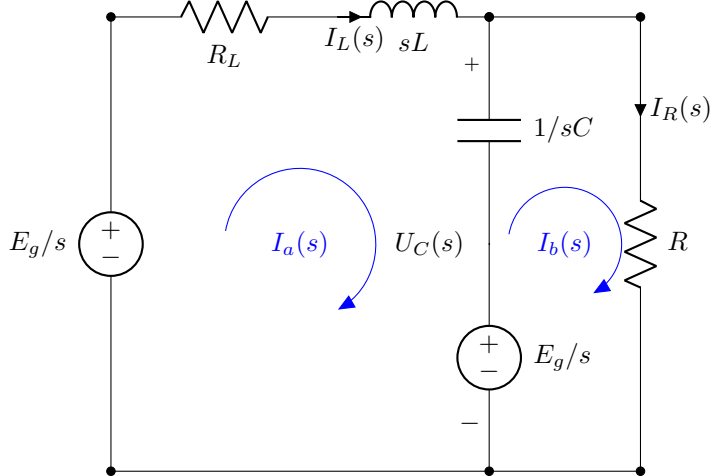 $R_L$
$I_L(s)$
$sL$
+
$1/sC$
$I_R(s)$
+
−
$E_g/s$
$I_a(s)$
$U_C(s)$
$I_b(s)$
$R$
+
−
$E_g/s$
−